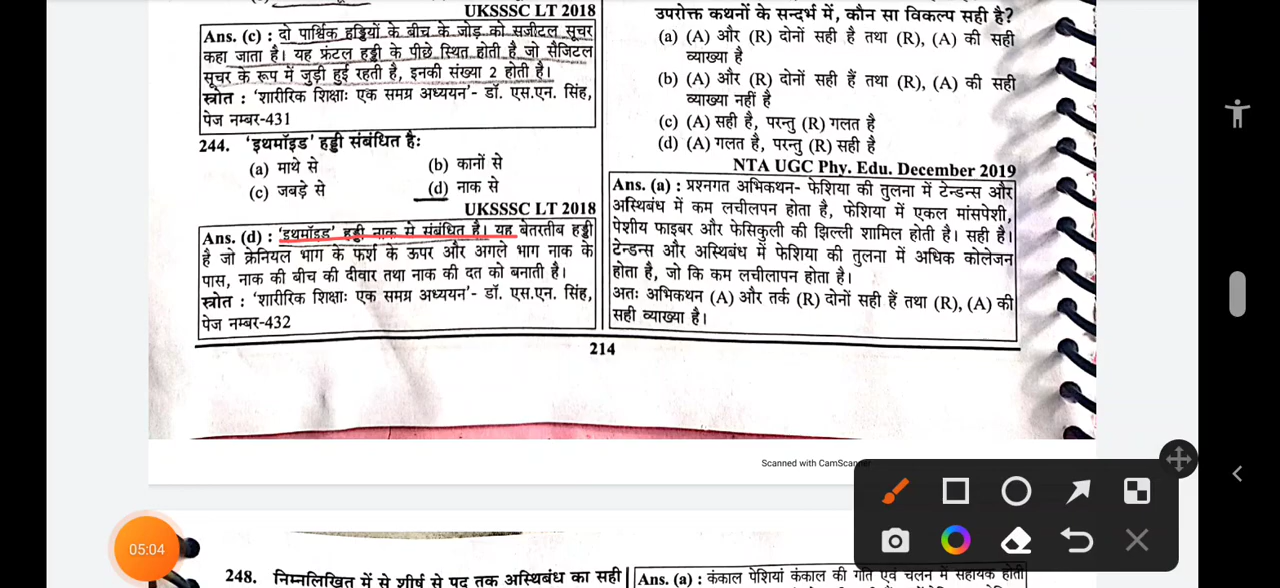 UKSSSC LT 2018
Ans. (c) : दो पार्श्विक हड्डियों के बीच के जोड़ को सजीटल सूचर
कहा जाता है। यह फ्रंटल हड्डी के पीछे स्थित होती है जो सैजिटल
सूचर के रूप में जुड़ी हुई रहती है, इनकी संख्या 2 होती है।
स्रोत : 'शारीरिक शिक्षाः एक समग्र अध्ययन'- डॉ. एस.एन. सिंह,
पेज नम्बर-431
244. 'इथमॉइड' हड्डी संबंधित हैः
(a) माथे से (b) कानों से
(c) जबड़े से (d) नाक से
UKSSSC LT 2018
Ans. (d) : 'इथमॉइड' हड्डी नाक से संबंधित है। यह बेतरतीब हड्डी
है जो क्रेनियल भाग के फर्श के ऊपर और अगले भाग नाक के
पास, नाक की बीच की दीवार तथा नाक की दत को बनाती है।
स्रोत : 'शारीरिक शिक्षाः एक समग्र अध्ययन'- डॉ. एस.एन. सिंह,
पेज नम्बर-432
उपरोक्त कथनों के सन्दर्भ में, कौन सा विकल्प सही है?
(a) (A) और (R) दोनों सही है तथा (R), (A) की सही
व्याख्या है
(b) (A) और (R) दोनों सही हैं तथा (R), (A) की सही
व्याख्या नहीं है
(c) (A) सही है, परन्तु (R) गलत है
(d) (A) गलत है, परन्तु (R) सही है
NTA UGC Phy. Edu. December 2019
Ans. (a) : प्रश्नगत अभिकथन- फेशिया की तुलना में टेन्डन्स और
अस्थिबंध में कम लचीलपन होता है, फेशिया में एकल मांसपेशी,
पेशीय फाइबर और फेसिकुली की झिल्ली शामिल होती है। सही है।
टेन्डन्स और अस्थिबंध में फेशिया की तुलना में अधिक कोलेजन
होता है, जो कि कम लचीलापन होता है।
अतः अभिकथन (A) और तर्क (R) दोनों सही हैं तथा (R), (A) की
सही व्याख्या है।
214
Scanned with CamScanner
05:04
248. निम्नलिखित में से शीर्ष से पद तक अस्थिबंध का सही
Ans. (a) : कंकाल पेशियां कंकाल की गति एवं चलन में सहायक होती